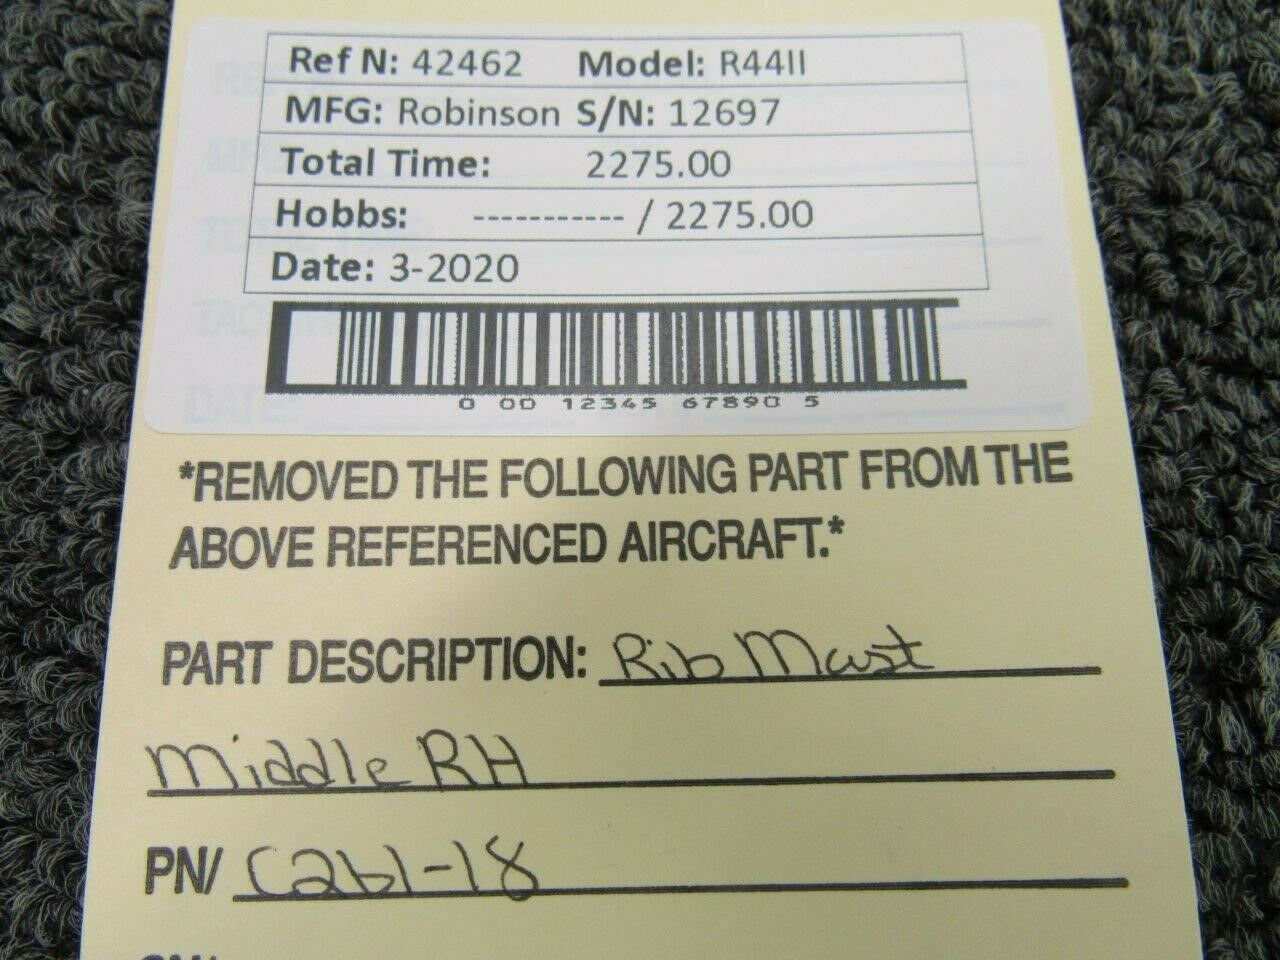 Ref N: 42462 Model: R44II
MFG: Robinson S/N: 12697
Total Time: 2275.00
Hobbs: ----------- / 2275.00
Date: 3-2020
0 00 12345 67890 5
*REMOVED THE FOLLOWING PART FROM THE
ABOVE REFERENCED AIRCRAFT.*
PART DESCRIPTION: Rib Mast
Middle RH
PN/ C261-18